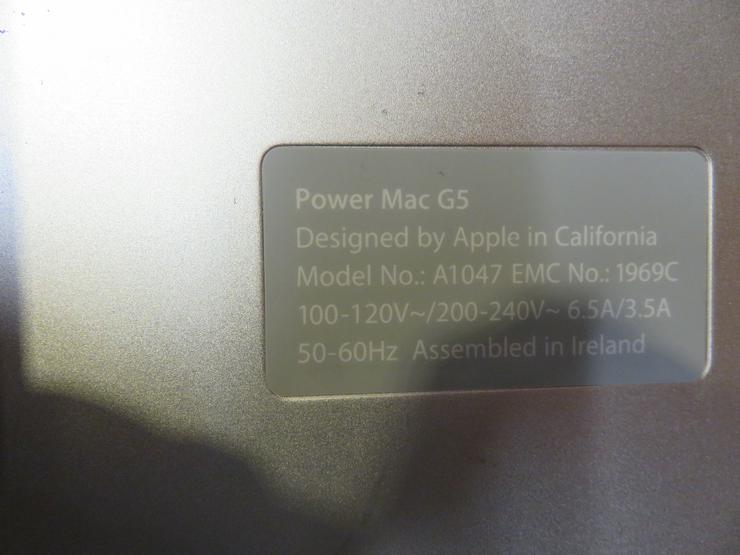 Power Mac G5
Designed by Apple in California
Model No.: A1047 EMC No.: 1969C
100-120V~/200-240V~ 6.5A/3.5A
50-60Hz Assembled in Ireland